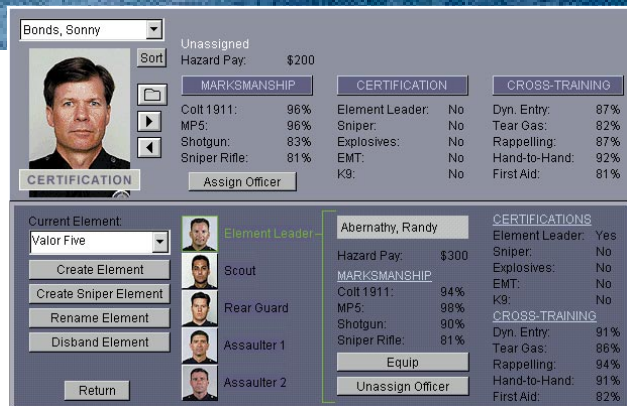 Bonds, Sonny
Sort
Unassigned
Hazard Pay: $200
MARKSMANSHIP
Colt 1911: 96%
MP5: 96%
Shotgun: 83%
Sniper Rifle: 81%
Assign Officer
CERTIFICATION
Element Leader: No
Sniper: No
Explosives: No
EMT: No
K9: No
CROSS-TRAINING
Dyn. Entry: 87%
Tear Gas: 82%
Rappelling: 87%
Hand-to-Hand: 92%
First Aid: 81%
CERTIFICATION
Current Element:
Valor Five
Create Element
Create Sniper Element
Rename Element
Disband Element
Return
Element Leader
Scout
Rear Guard
Assaulter 1
Assaulter 2
Abernathy, Randy
Hazard Pay: $300
MARKSMANSHIP
Colt 1911: 94%
MP5: 98%
Shotgun: 90%
Sniper Rifle: 81%
Equip
Unassign Officer
CERTIFICATIONS
Element Leader: Yes
Sniper: No
Explosives: No
EMT: No
K9: No
CROSS-TRAINING
Dyn. Entry: 91%
Tear Gas: 86%
Rappelling: 94%
Hand-to-Hand: 91%
First Aid: 82%